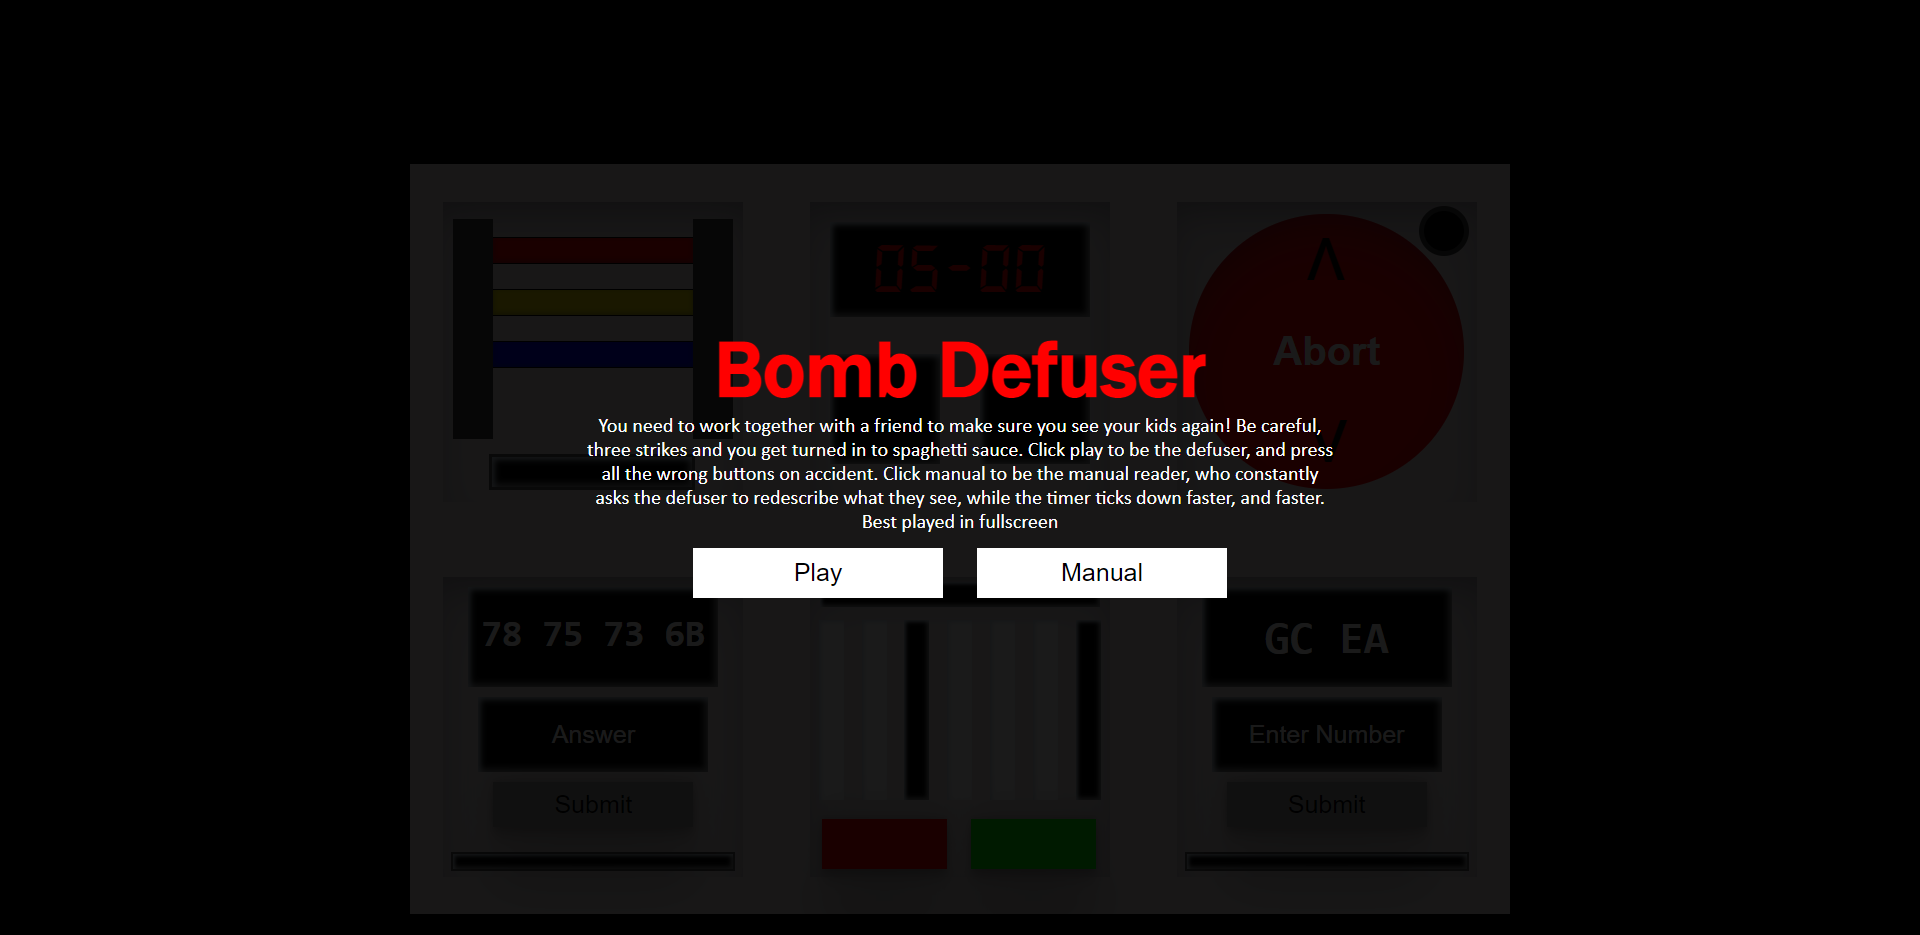 05-00
Λ
Abort
V
Bomb Defuser
You need to work together with a friend to make sure you see your kids again! Be careful,
three strikes and you get turned in to spaghetti sauce. Click play to be the defuser, and press
all the wrong buttons on accident. Click manual to be the manual reader, who constantly
asks the defuser to redescribe what they see, while the timer ticks down faster, and faster.
Best played in fullscreen
Play
Manual
78 75 73 6B
Answer
Submit
GC EA
Enter Number
Submit